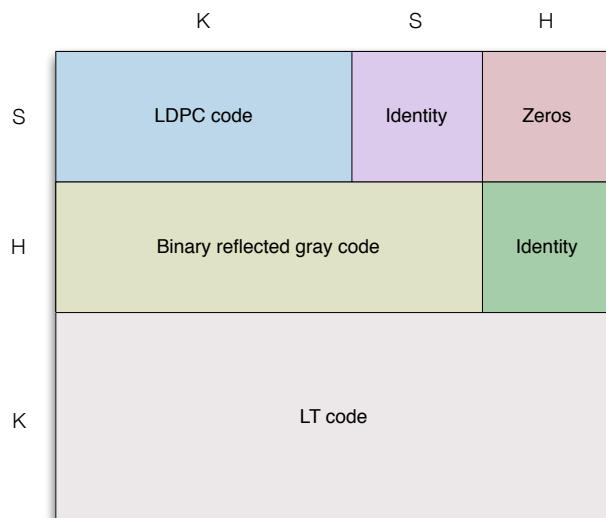 K S H
S LDPC code Identity Zeros
H Binary reflected gray code Identity
K LT code